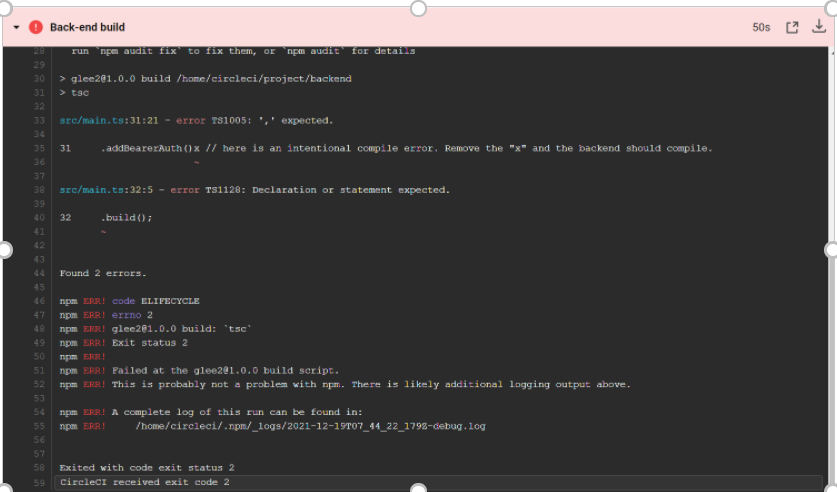 Back-end build
50s
28 run `npm audit fix` to fix them, or `npm audit` for details
29
30 > glee2@1.0.0 build /home/circleci/project/backend
31 > tsc
32
33 src/main.ts:31:21 - error TS1005: ',' expected.
34
35 31 .addBearerAuth()x // here is an intentional compile error. Remove the "x" and the backend should compile.
36 ~
37
38 src/main.ts:32:5 - error TS1128: Declaration or statement expected.
39
40 32 .build();
41 ~
42
43
44 Found 2 errors.
45
46 npm ERR! code ELIFECYCLE
47 npm ERR! errno 2
48 npm ERR! glee2@1.0.0 build: `tsc`
49 npm ERR! Exit status 2
50 npm ERR!
51 npm ERR! Failed at the glee2@1.0.0 build script.
52 npm ERR! This is probably not a problem with npm. There is likely additional logging output above.
53
54 npm ERR! A complete log of this run can be found in:
55 npm ERR! /home/circleci/.npm/_logs/2021-12-19T07_44_22_179Z-debug.log
56
57
58 Exited with code exit status 2
59 CircleCI received exit code 2